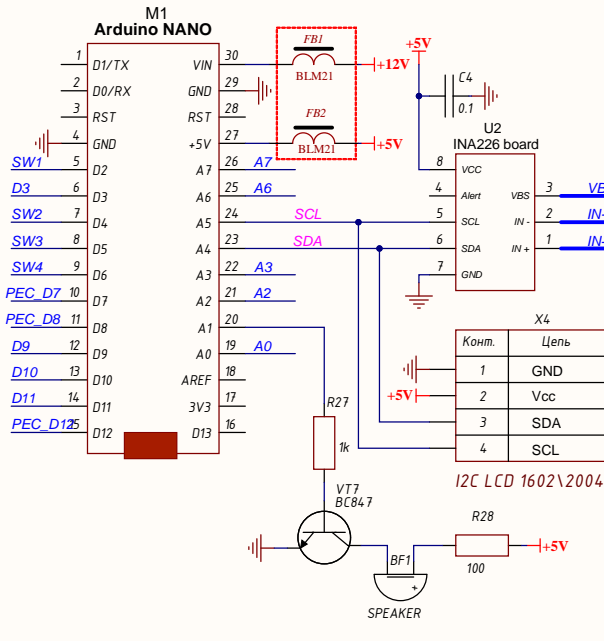 M1
Arduino NANO
1 D1/TX VIN 30
2 D0/RX GND 29
3 RST RST 28
4 GND +5V 27
SW1 5 D2 A7 26 A7
D3 6 D3 A6 25 A6
SW2 7 D4 A5 24 SCL
SW3 8 D5 A4 23 SDA
SW4 9 D6 A3 22 A3
PEC_D7 10 D7 A2 21 A2
PEC_D8 11 D8 A1 20
D9 12 D9 A0 19 A0
D10 13 D10 AREF 18
D11 14 D11 3V3 17
PEC_D12 15 D12 D13 16
FB1
BLM21
+12V
FB2
BLM21
+5V
+5V
C4
0.1
U2
INA226 board
8 VCC
4 Alert VBS 3 VB
5 SCL IN - 2 IN-
6 SDA IN + 1 IN
7 GND
X4
Конт. Цепь
1 GND
+5V 2 Vcc
3 SDA
4 SCL
I2C LCD 1602\2004
R27
1k
VT7
BC847
R28
100
+5V
BF1
+
SPEAKER